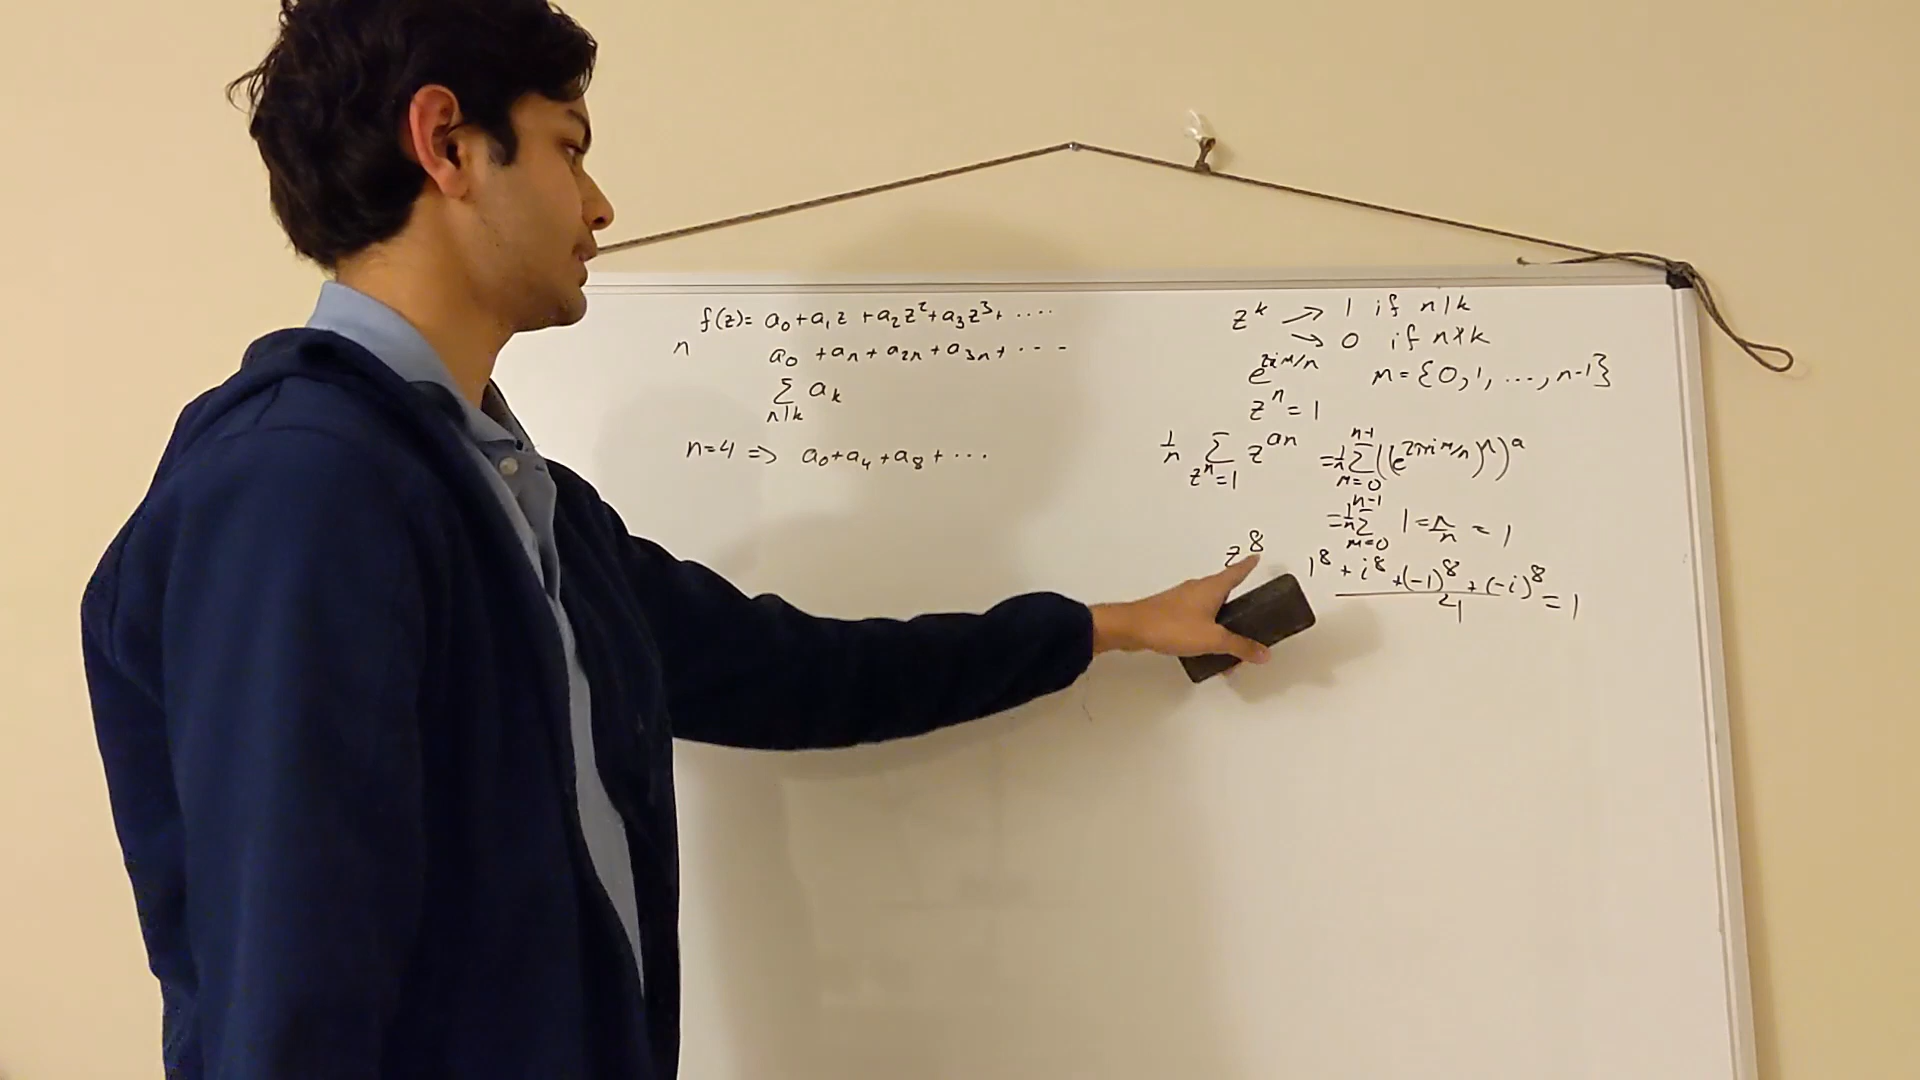 f(z)= a₀+a₁z+a₂z²+a₃z³+....
n a₀+aₙ+a₂ₙ+a₃ₙ+---
∑_{n|k} aₖ
n=4 => a₀+a₄+a₈+...
zᵏ → 1 if n|k
↘ 0 if n∤k
e^{2πim/n} m={0,1,...,n-1}
zⁿ=1
1/n ∑_{zⁿ=1} z^{an} = 1/n ∑_{m=0}^{n-1} ((e^{2πim/n})ⁿ)ᵃ
= 1/n ∑_{m=0}^{n-1} 1 = n/n = 1
z⁸ (1⁸+i⁸+(-1)⁸+(-i)⁸)/4 = 1